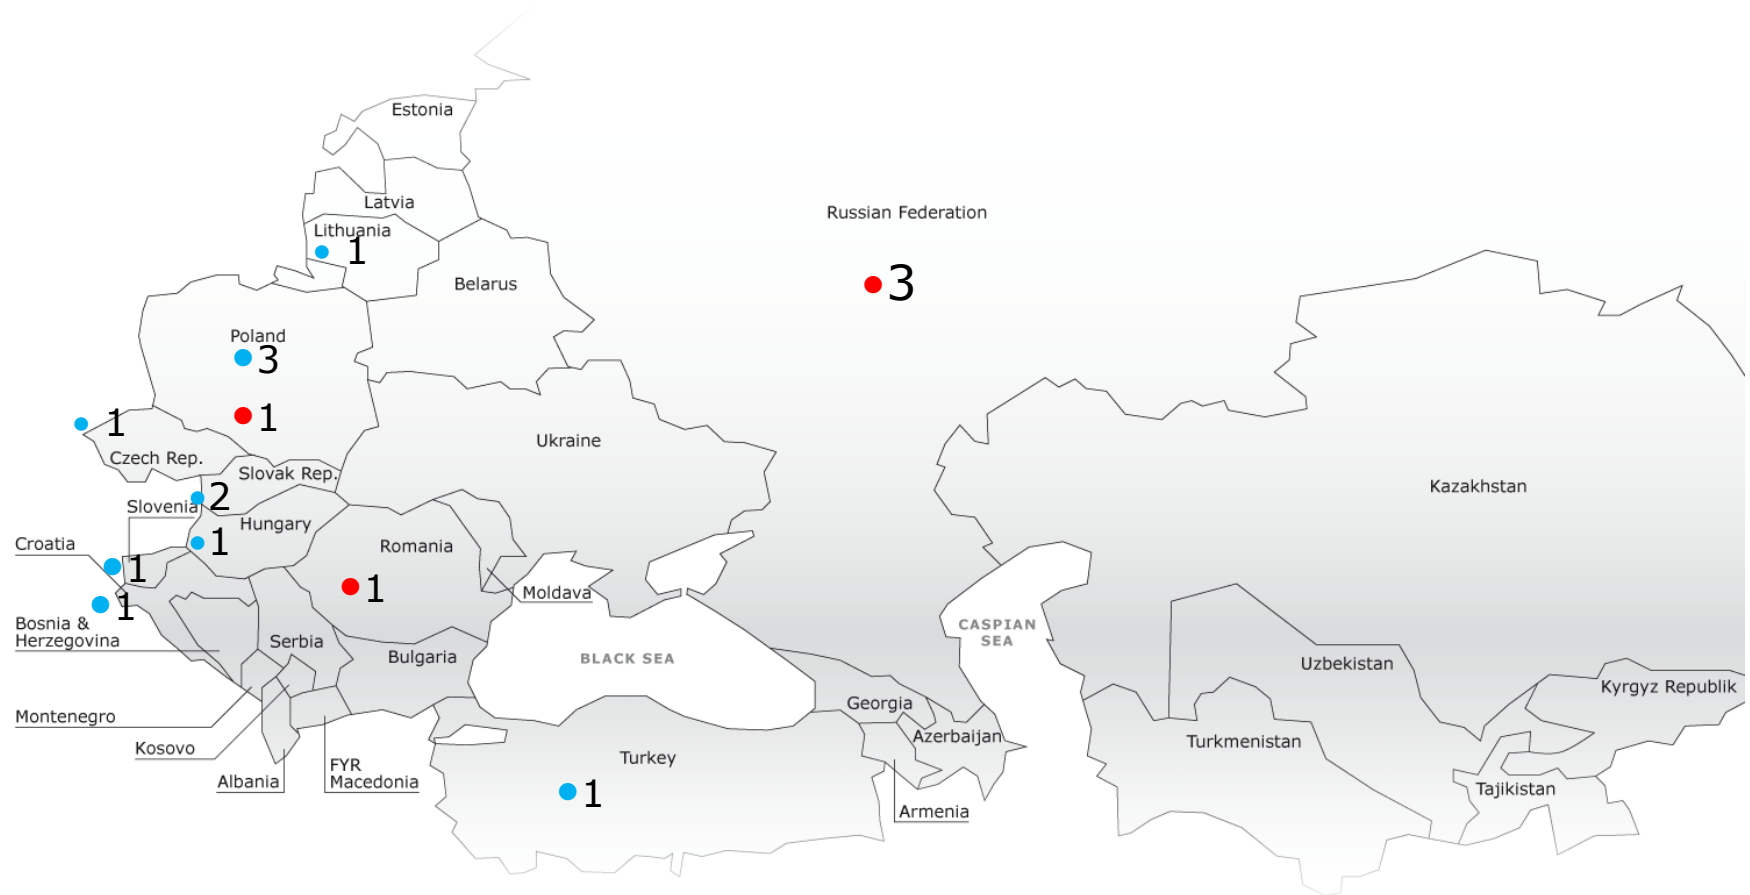 Estonia
Latvia
Russian Federation
Lithuania
1
Belarus
3
Poland
3
1
1
Ukraine
Czech Rep.
Slovak Rep.
Kazakhstan
2
Slovenia
Hungary
Croatia
1
Romania
1
1
Moldava
1
Bosnia &
Herzegovina
Serbia
Bulgaria
BLACK SEA
CASPIAN
SEA
Uzbekistan
Kyrgyz Republik
Georgia
Montenegro
Azerbaijan
Turkmenistan
Kosovo
Turkey
FYR
Macedonia
Albania
1
Armenia
Tajikistan